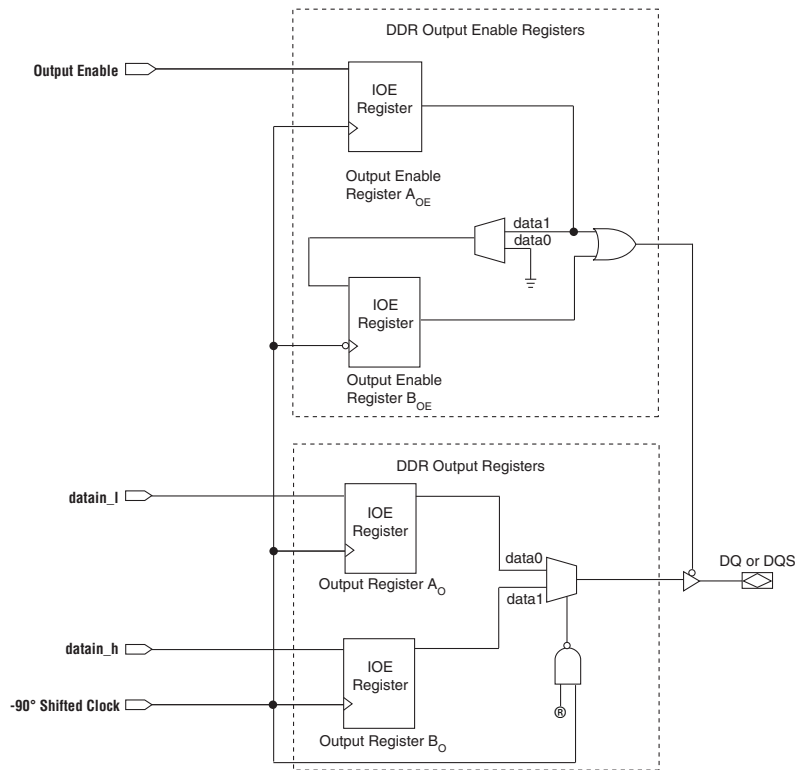 DDR Output Enable Registers
Output Enable
IOE
Register
Output Enable
Register A_OE
data1
data0
IOE
Register
Output Enable
Register B_OE
DDR Output Registers
datain_l
IOE
Register
Output Register A_O
data0
data1
DQ or DQS
datain_h
IOE
Register
-90° Shifted Clock
Output Register B_O
®